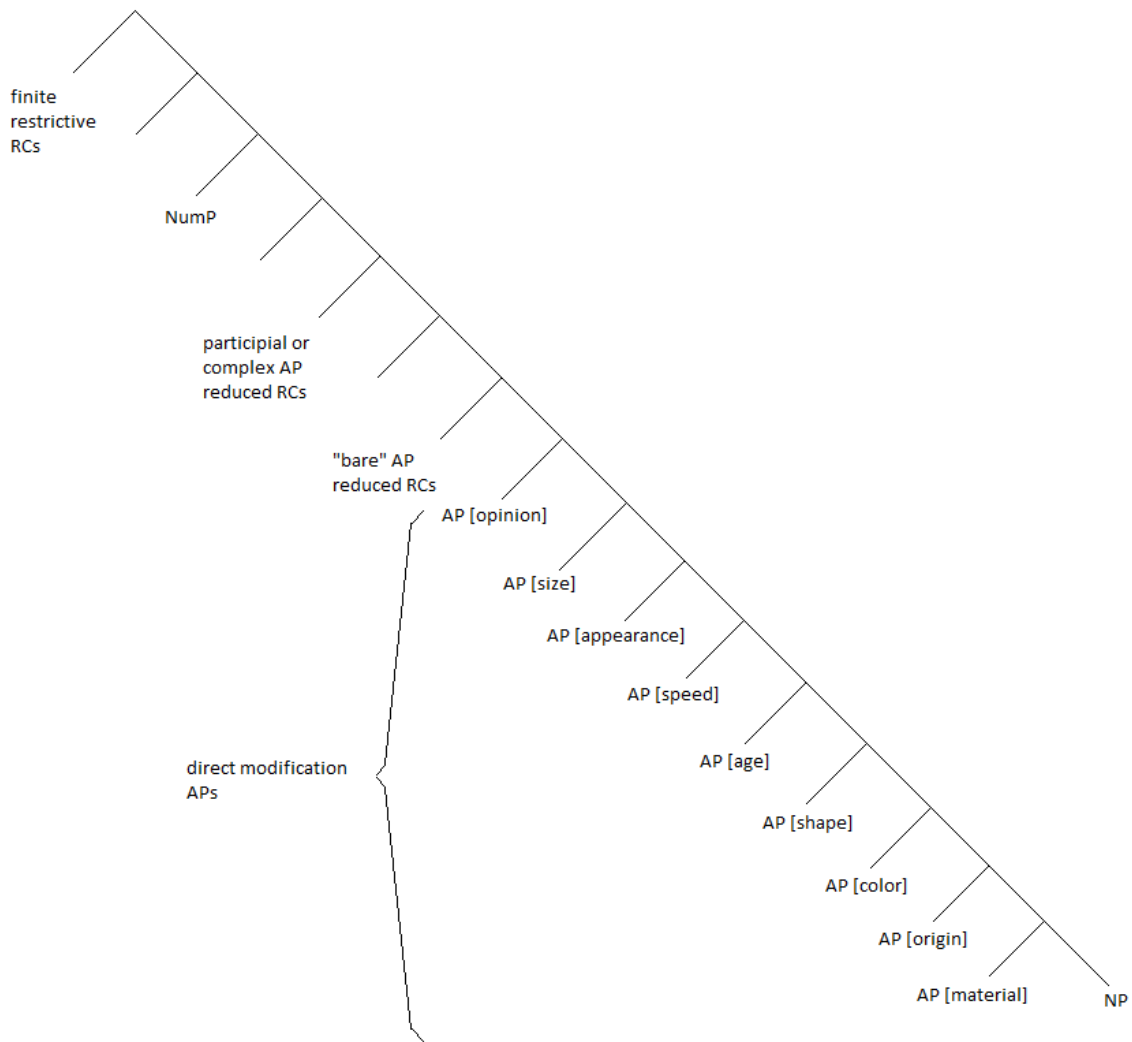 finite
restrictive
RCs
NumP
participial or
complex AP
reduced RCs
"bare" AP
reduced RCs
AP [opinion]
AP [size]
AP [appearance]
AP [speed]
AP [age]
direct modification
APs
AP [shape]
AP [color]
AP [origin]
AP [material]
NP